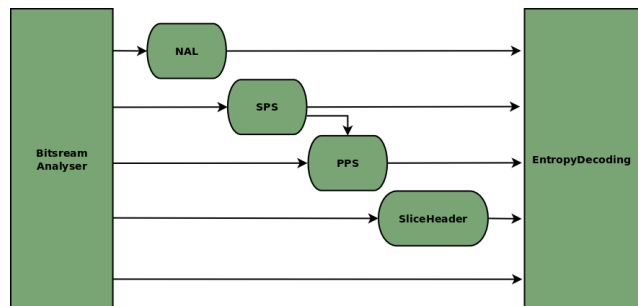 NAL
SPS
Bitsream
Analyser
PPS
EntropyDecoding
SliceHeader